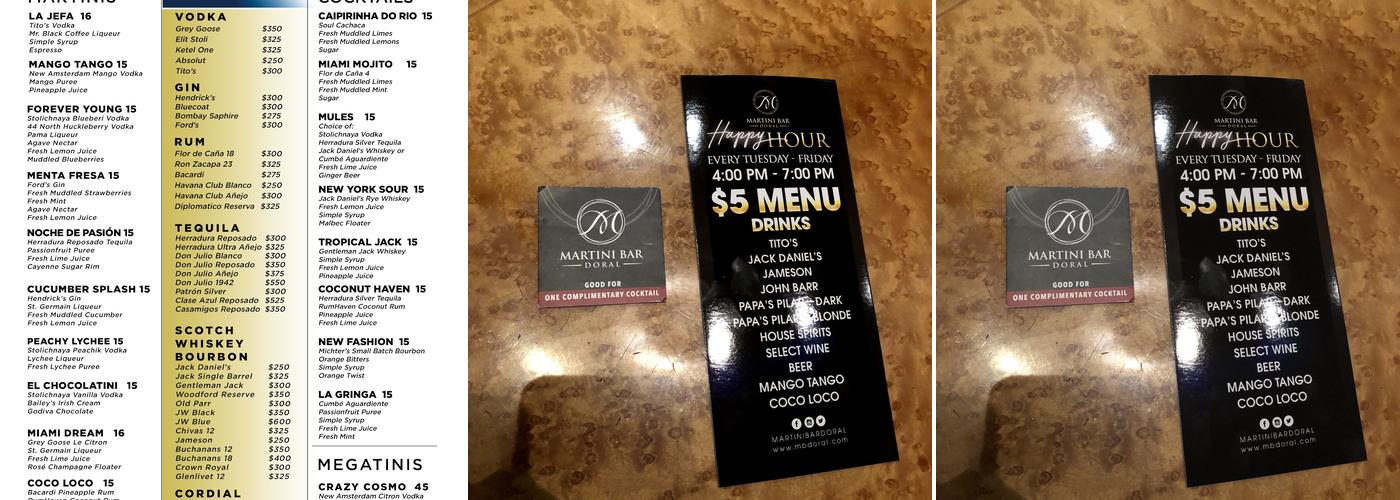 MARTINIS
LA JEFA 16
Tito's Vodka
Mr. Black Coffee Liqueur
Simple Syrup
Espresso
MANGO TANGO 15
New Amsterdam Mango Vodka
Mango Puree
Pineapple Juice
FOREVER YOUNG 15
Stolichnaya Blueberi Vodka
44 North Huckleberry Vodka
Pama Liqueur
Agave Nectar
Fresh Lemon Juice
Muddled Blueberries
MENTA FRESA 15
Ford's Gin
Fresh Muddled Strawberries
Fresh Mint
Agave Nectar
Fresh Lemon Juice
NOCHE DE PASIÓN 15
Herradura Reposado Tequila
Passionfruit Puree
Fresh Lime Juice
Cayenne Sugar Rim
CUCUMBER SPLASH 15
Hendrick's Gin
St. Germain Liqueur
Fresh Muddled Cucumber
Fresh Lemon Juice
PEACHY LYCHEE 15
Stolichnaya Peachik Vodka
Lychee Liqueur
Fresh Lychee Puree
EL CHOCOLATINI 15
Stolichnaya Vanilla Vodka
Bailey's Irish Cream
Godiva Chocolate
MIAMI DREAM 16
Grey Goose Le Citron
St. Germain Liqueur
Fresh Lime Juice
Rosé Champagne Floater
COCO LOCO 15
Bacardi Pineapple Rum
RumHaven Coconut Rum
VODKA
Grey Goose $350
Elit Stoli $325
Ketel One $325
Absolut $250
Tito's $300
GIN
Hendrick's $300
Bluecoat $300
Bombay Saphire $275
Ford's $300
RUM
Flor de Caña 18 $300
Ron Zacapa 23 $325
Bacardi $275
Havana Club Blanco $250
Havana Club Añejo $300
Diplomatico Reserva $325
TEQUILA
Herradura Reposado $300
Herradura Ultra Añejo $325
Don Julio Blanco $300
Don Julio Reposado $350
Don Julio Añejo $375
Don Julio 1942 $550
Patrón Silver $300
Clase Azul Reposado $525
Casamigos Reposado $350
SCOTCH
WHISKEY
BOURBON
Jack Daniel's $250
Jack Single Barrel $325
Gentleman Jack $300
Woodford Reserve $350
Old Parr $300
JW Black $350
JW Blue $600
Chivas 12 $325
Jameson $250
Buchanans 12 $350
Buchanans 18 $400
Crown Royal $300
Glenlivet 12 $325
CORDIAL
COCKTAILS
CAIPIRINHA DO RIO 15
Soul Cachaca
Fresh Muddled Limes
Fresh Muddled Lemons
Sugar
MIAMI MOJITO 15
Flor de Caña 4
Fresh Muddled Limes
Fresh Muddled Mint
Sugar
MULES 15
Choice of:
Stolichnaya Vodka
Herradura Silver Tequila
Jack Daniel's Whiskey or
Cumbé Aguardiente
Fresh Lime Juice
Ginger Beer
NEW YORK SOUR 15
Jack Daniel's Rye Whiskey
Fresh Lemon Juice
Simple Syrup
Malbec Floater
TROPICAL JACK 15
Gentleman Jack Whiskey
Simple Syrup
Fresh Lemon Juice
Pineapple Juice
COCONUT HAVEN 15
Herradura Silver Tequila
RumHaven Coconut Rum
Pineapple Juice
Fresh Lime Juice
NEW FASHION 15
Michter's Small Batch Bourbon
Orange Bitters
Simple Syrup
Orange Twist
LA GRINGA 15
Cumbé Aguardiente
Passionfruit Puree
Simple Syrup
Fresh Lime Juice
Fresh Mint
MEGATINIS
CRAZY COSMO 45
New Amsterdam Citron Vodka
M
MARTINI BAR
DORAL
GOOD FOR
ONE COMPLIMENTARY COCKTAIL
M
MARTINI BAR
DORAL
Happy HOUR
EVERY TUESDAY - FRIDAY
4:00 PM - 7:00 PM
$5 MENU
DRINKS
TITO'S
JACK DANIEL'S
JAMESON
JOHN BARR
PAPA'S PILAR DARK
PAPA'S PILAR BLONDE
HOUSE SPIRITS
SELECT WINE
BEER
MANGO TANGO
COCO LOCO
MARTINIBARDORAL
www.mbdoral.com
M
MARTINI BAR
DORAL
GOOD FOR
ONE COMPLIMENTARY COCKTAIL
M
MARTINI BAR
DORAL
Happy HOUR
EVERY TUESDAY - FRIDAY
4:00 PM - 7:00 PM
$5 MENU
DRINKS
TITO'S
JACK DANIEL'S
JAMESON
JOHN BARR
PAPA'S PILAR DARK
PAPA'S PILAR BLONDE
HOUSE SPIRITS
SELECT WINE
BEER
MANGO TANGO
COCO LOCO
MARTINIBARDORAL
www.mbdoral.com